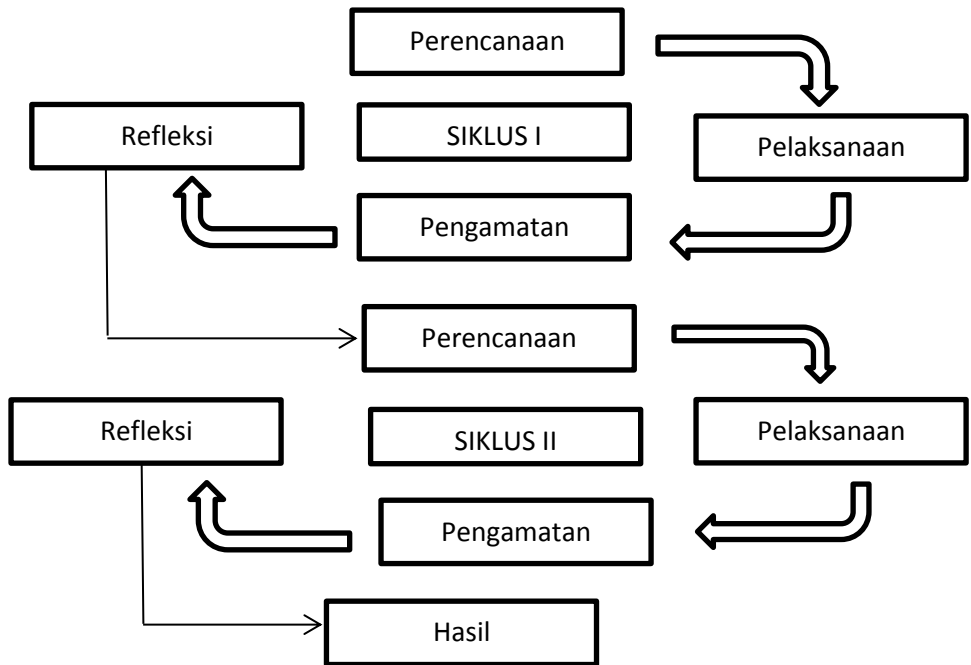 Perencanaan
Refleksi
SIKLUS I
Pelaksanaan
Pengamatan
Perencanaan
Refleksi
SIKLUS II
Pelaksanaan
Pengamatan
Hasil